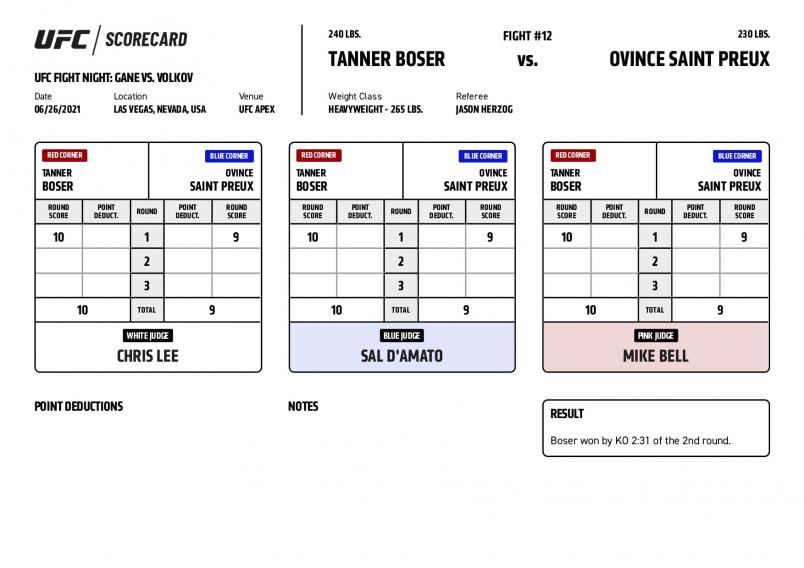 UFC / SCORECARD
UFC FIGHT NIGHT: GANE VS. VOLKOV
Date Location Venue
06/26/2021 LAS VEGAS, NEVADA, USA UFC APEX
240 LBS. FIGHT #12 230 LBS.
TANNER BOSER VS. OVINCE SAINT PREUX
Weight Class Referee
HEAVYWEIGHT - 265 LBS. JASON HERZOG
RED CORNER BLUE CORNER
TANNER OVINCE
BOSER SAINT PREUX
ROUND POINT ROUND POINT ROUND
SCORE DEDUCT. DEDUCT. SCORE
10 1 9
2
3
10 TOTAL 9
WHITE JUDGE
CHRIS LEE
RED CORNER BLUE CORNER
TANNER OVINCE
BOSER SAINT PREUX
ROUND POINT ROUND POINT ROUND
SCORE DEDUCT. DEDUCT. SCORE
10 1 9
2
3
10 TOTAL 9
BLUE JUDGE
SAL D'AMATO
RED CORNER BLUE CORNER
TANNER OVINCE
BOSER SAINT PREUX
ROUND POINT ROUND POINT ROUND
SCORE DEDUCT. DEDUCT. SCORE
10 1 9
2
3
10 TOTAL 9
PINK JUDGE
MIKE BELL
POINT DEDUCTIONS
NOTES
RESULT
Boser won by KO 2:31 of the 2nd round.